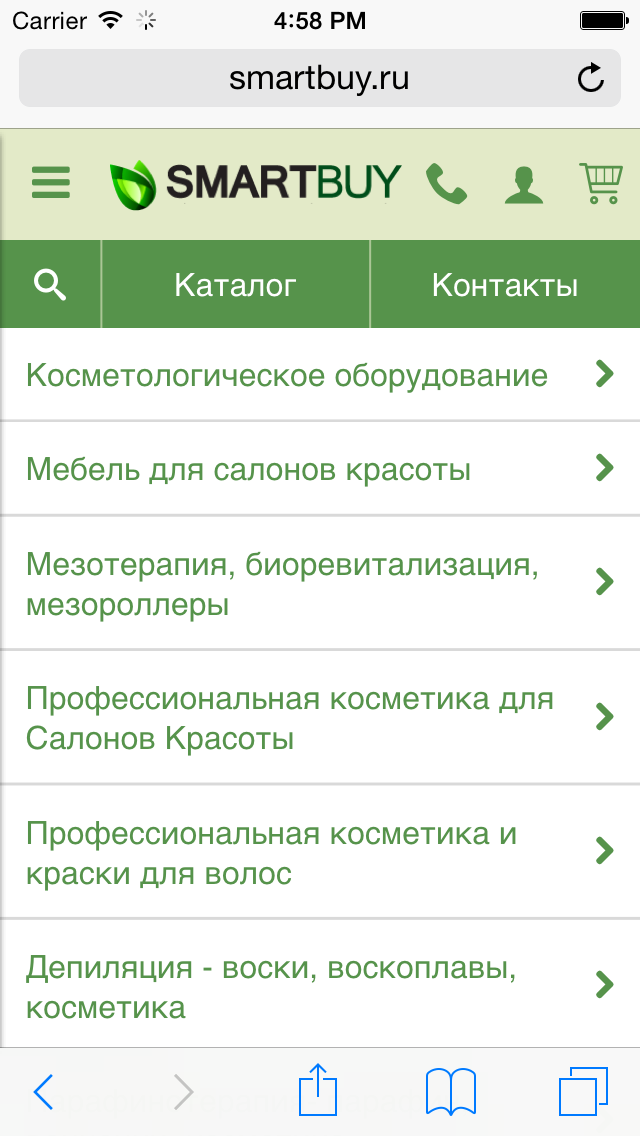 Carrier 4:58 PM
smartbuy.ru
SMARTBUY
Каталог Контакты
Косметологическое оборудование
Мебель для салонов красоты
Мезотерапия, биоревитализация,
мезороллеры
Профессиональная косметика для
Салонов Красоты
Профессиональная косметика и
краски для волос
Депиляция - воски, воскоплавы,
косметика